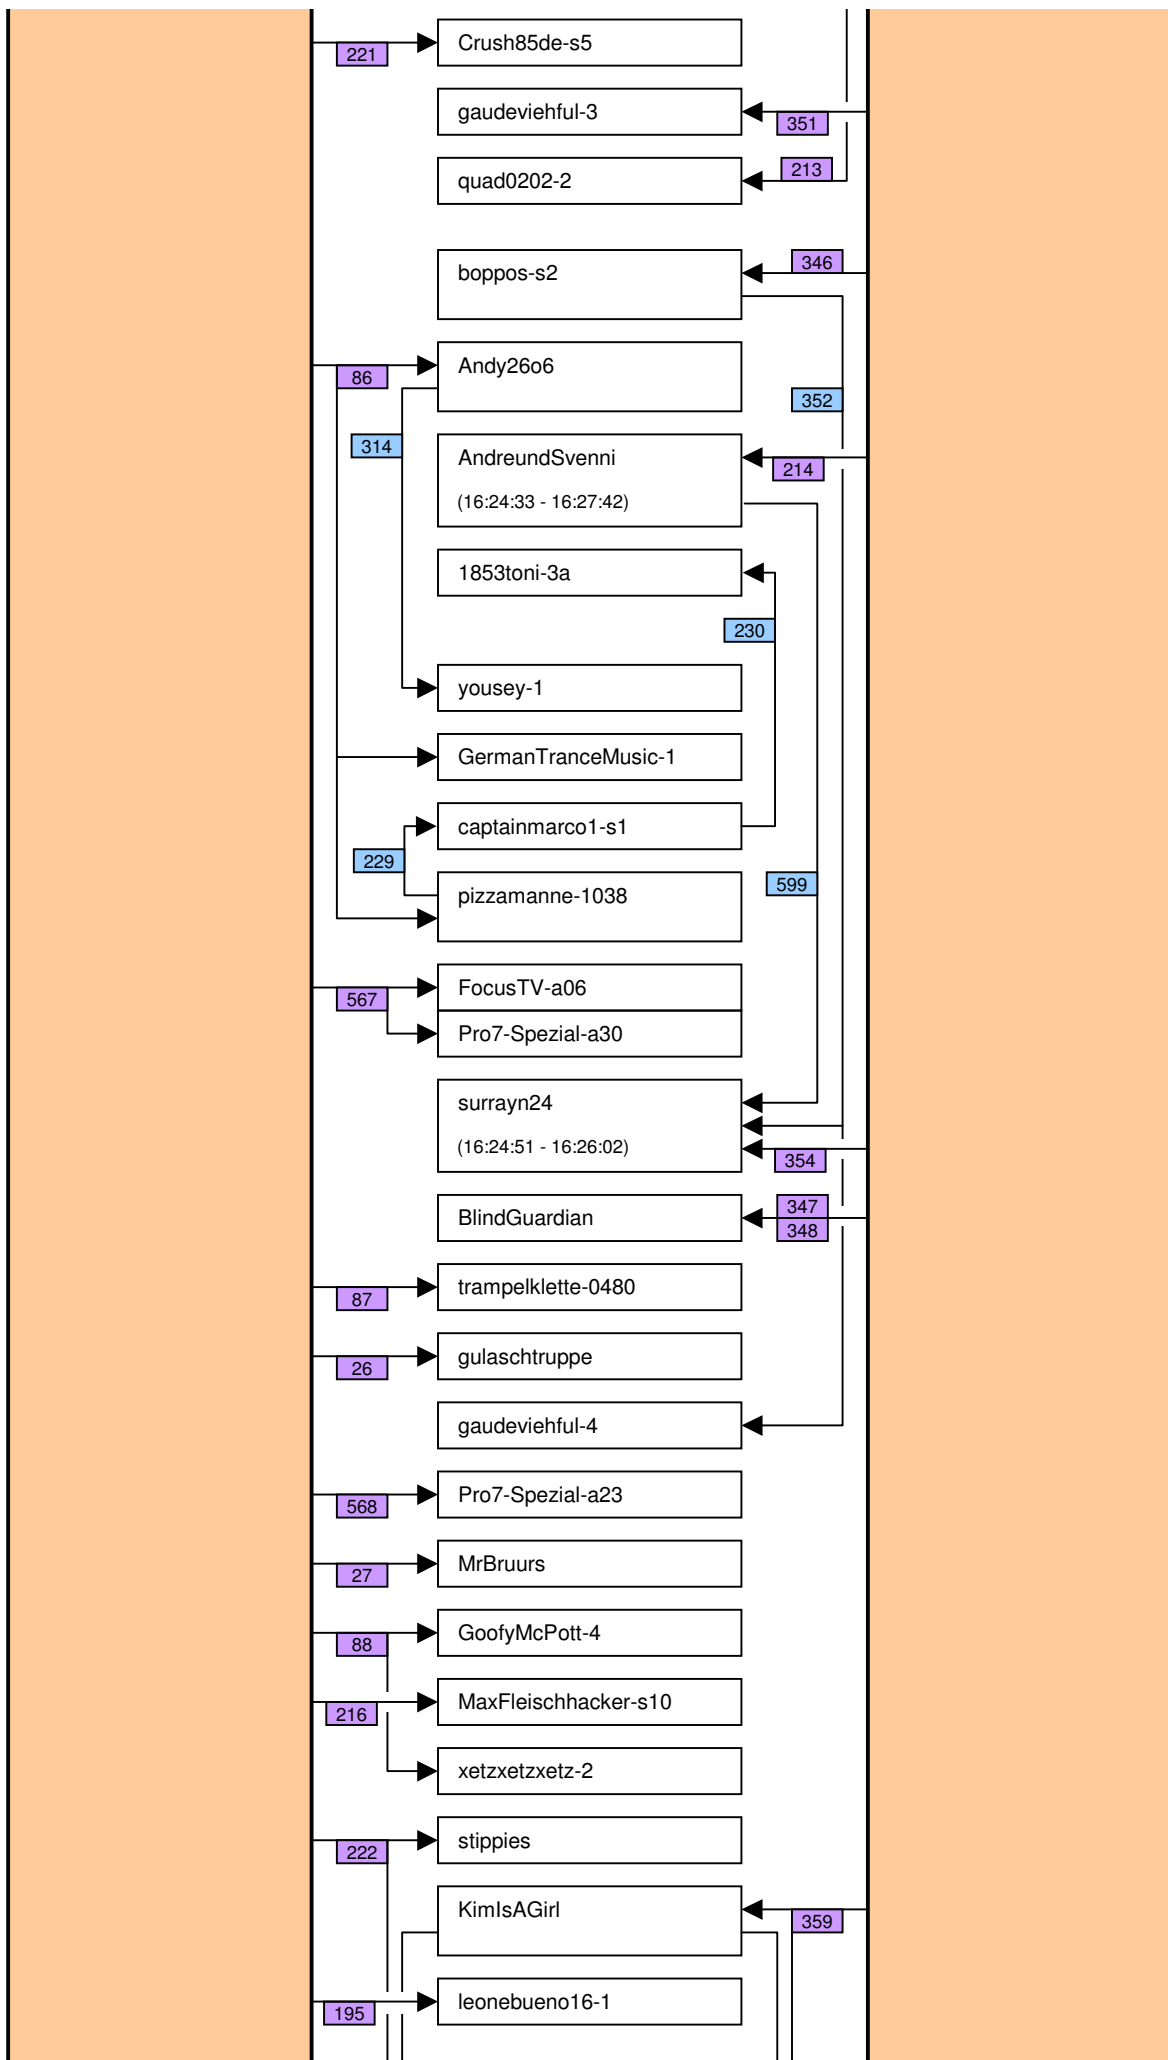 Crush85de-s5
221
gaudeviehful-3
351
quad0202-2
213
boppos-s2
346
Andy26o6
86
352
314
AndreundSvenni
214
(16:24:33 - 16:27:42)
1853toni-3a
230
yousey-1
GermanTranceMusic-1
captainmarco1-s1
229
599
pizzamanne-1038
FocusTV-a06
567
Pro7-Spezial-a30
surrayn24
(16:24:51 - 16:26:02)
354
347
BlindGuardian
348
trampelklette-0480
87
gulaschtruppe
26
gaudeviehful-4
Pro7-Spezial-a23
568
MrBruurs
27
GoofyMcPott-4
88
MaxFleischhacker-s10
216
xetzxetzxetz-2
stippies
222
KimIsAGirl
359
leonebueno16-1
195